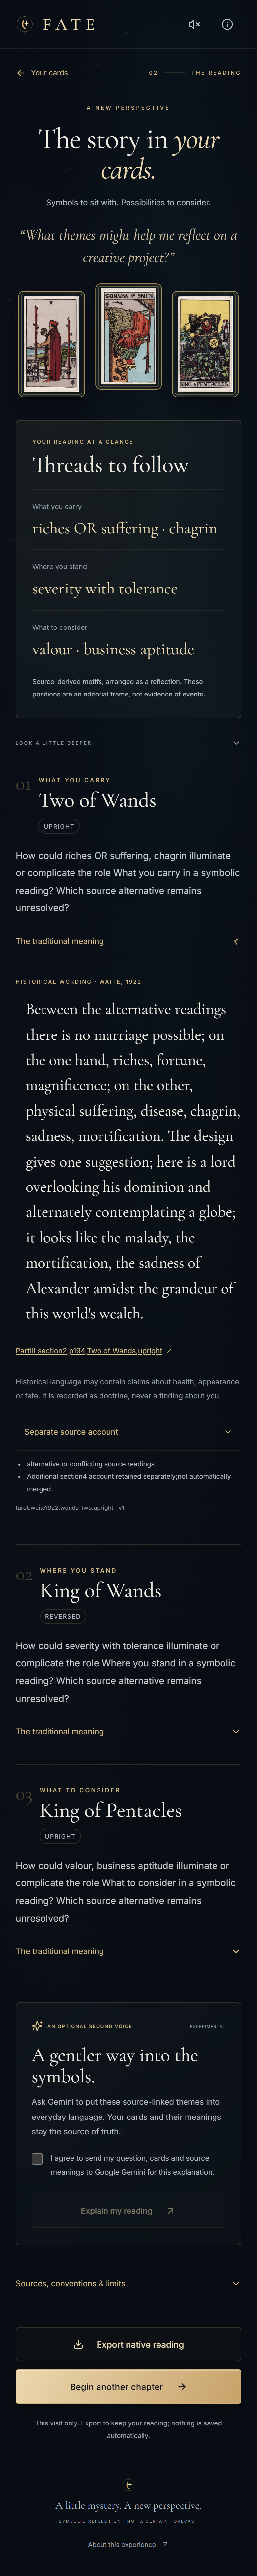 FATE
Your cards
02 THE READING
A NEW PERSPECTIVE
The story in your
cards.
Symbols to sit with. Possibilities to consider.
“What themes might help me reflect on a
creative project?”
II
KING of WANDS
KING of PENTACLES
YOUR READING AT A GLANCE
Threads to follow
What you carry
riches OR suffering · chagrin
Where you stand
severity with tolerance
What to consider
valour · business aptitude
Source-derived motifs, arranged as a reflection. These
positions are an editorial frame, not evidence of events.
LOOK A LITTLE DEEPER
01 WHAT YOU CARRY
Two of Wands
UPRIGHT
How could riches OR suffering, chagrin illuminate
or complicate the role What you carry in a symbolic
reading? Which source alternative remains
unresolved?
The traditional meaning
HISTORICAL WORDING · WAITE, 1922
Between the alternative readings
there is no marriage possible; on
the one hand, riches, fortune,
magnificence; on the other,
physical suffering, disease, chagrin,
sadness, mortification. The design
gives one suggestion; here is a lord
overlooking his dominion and
alternately contemplating a globe;
it looks like the malady, the
mortification, the sadness of
Alexander amidst the grandeur of
this world's wealth.
PartIII section2,p194,Two of Wands,upright
Historical language may contain claims about health, appearance
or fate. It is recorded as doctrine, never a finding about you.
Separate source account
• alternative or conflicting source readings
• Additional section4 account retained separately;not automatically
merged.
tarot.waite1922.wands-two.upright · v1
02 WHERE YOU STAND
King of Wands
REVERSED
How could severity with tolerance illuminate or
complicate the role Where you stand in a symbolic
reading? Which source alternative remains
unresolved?
The traditional meaning
03 WHAT TO CONSIDER
King of Pentacles
UPRIGHT
How could valour, business aptitude illuminate or
complicate the role What to consider in a symbolic
reading? Which source alternative remains
unresolved?
The traditional meaning
AN OPTIONAL SECOND VOICE EXPERIMENTAL
A gentler way into the
symbols.
Ask Gemini to put these source-linked themes into
everyday language. Your cards and their meanings
stay the source of truth.
I agree to send my question, cards and source
meanings to Google Gemini for this explanation.
Explain my reading
Sources, conventions & limits
Export native reading
Begin another chapter
This visit only. Export to keep your reading; nothing is saved
automatically.
A little mystery. A new perspective.
SYMBOLIC REFLECTION · NOT A CERTAIN FORECAST
About this experience